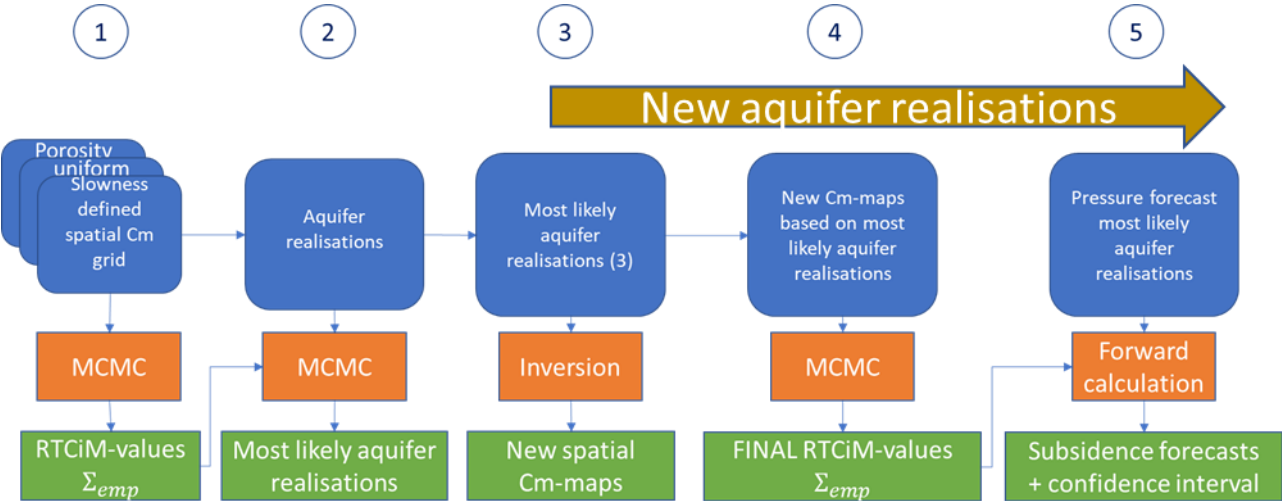 1
2
3
4
5
New aquifer realisations
Porosity
uniform
Slowness
defined
spatial Cm
grid
Aquifer
realisations
Most likely
aquifer
realisations (3)
New Cm-maps
based on most
likely aquifer
realisations
Pressure forecast
most likely
aquifer
realisations
MCMC
MCMC
Inversion
MCMC
Forward
calculation
RTCiM-values
Σ_emp
Most likely aquifer
realisations
New spatial
Cm-maps
FINAL RTCiM-values
Σ_emp
Subsidence forecasts
+ confidence interval